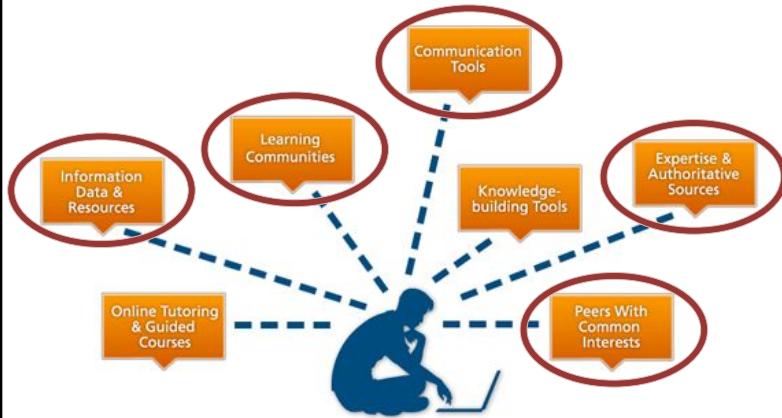 Communication
Tools
Learning
Communities
Expertise &
Authoritative
Sources
Information
Data &
Resources
Knowledge-
building Tools
Online Tutoring
& Guided
Courses
Peers With
Common
Interests